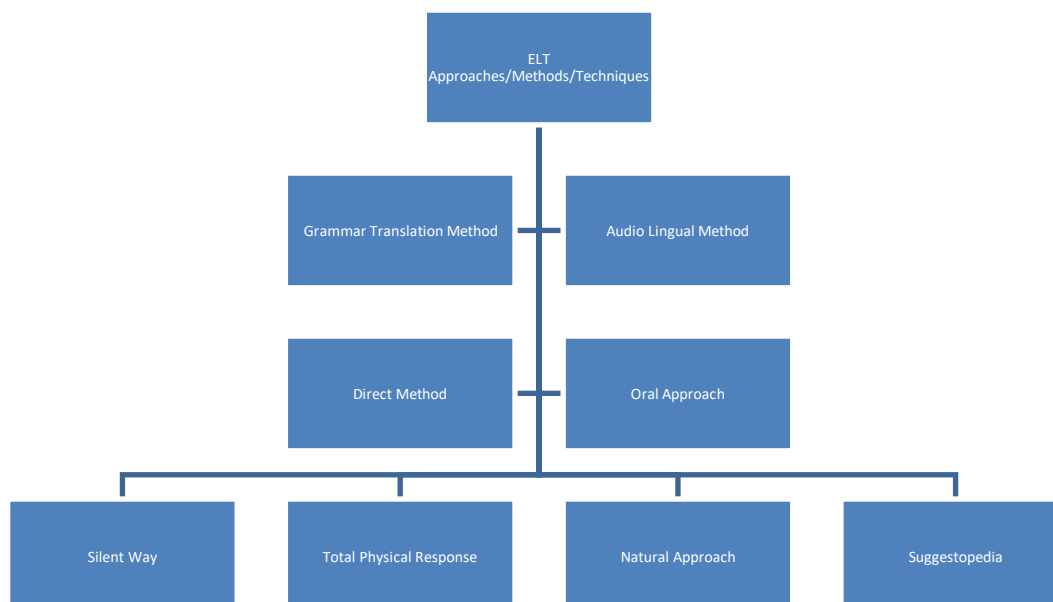 ELT
Approaches/Methods/Techniques
Grammar Translation Method
Audio Lingual Method
Direct Method
Oral Approach
Silent Way
Total Physical Response
Natural Approach
Suggestopedia